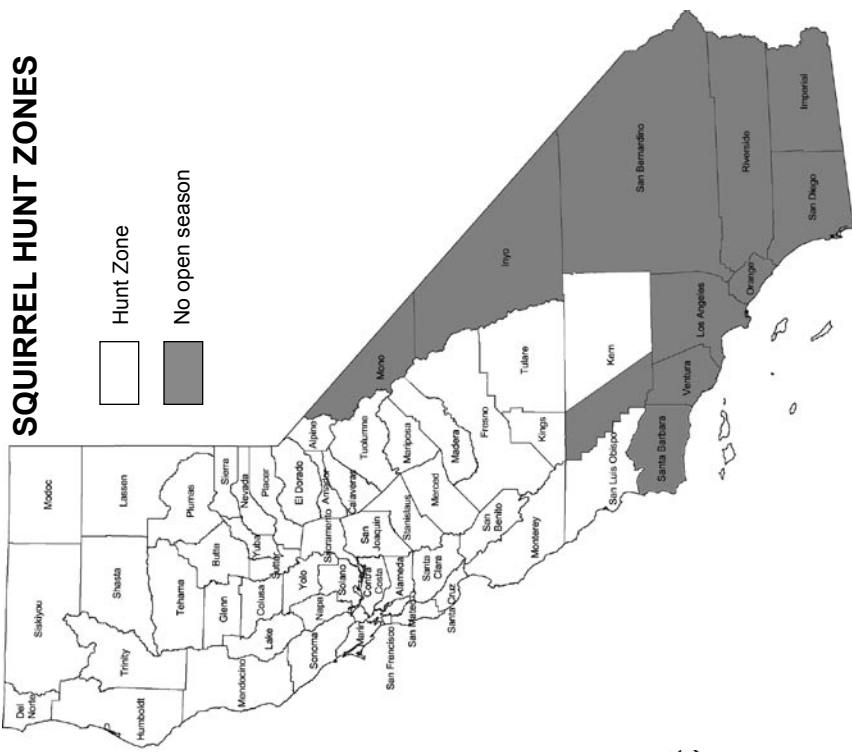 SQUIRREL HUNT ZONES
Hunt Zone
No open season
Del
Norte
Siskiyou
Modoc
Humboldt
Trinity
Shasta
Lassen
Tehama
Plumas
Mendocino
Glenn
Butte
Sierra
Lake
Colusa
Yuba
Nevada
Sutter
Placer
Sonoma
Napa
Yolo
El Dorado
Solano
Sacramento
Amador
Alpine
Marin
Contra
Costa
San
Joaquin
Calaveras
San Francisco
Alameda
Tuolumne
San Mateo
Santa
Clara
Stanislaus
Mariposa
Mono
Santa Cruz
Merced
Madera
San
Benito
Fresno
Monterey
Kings
Tulare
Inyo
San Luis Obispo
Kern
San Bernardino
Santa Barbara
Ventura
Los Angeles
Orange
Riverside
San Diego
Imperial